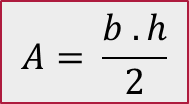 A = b . h / 2